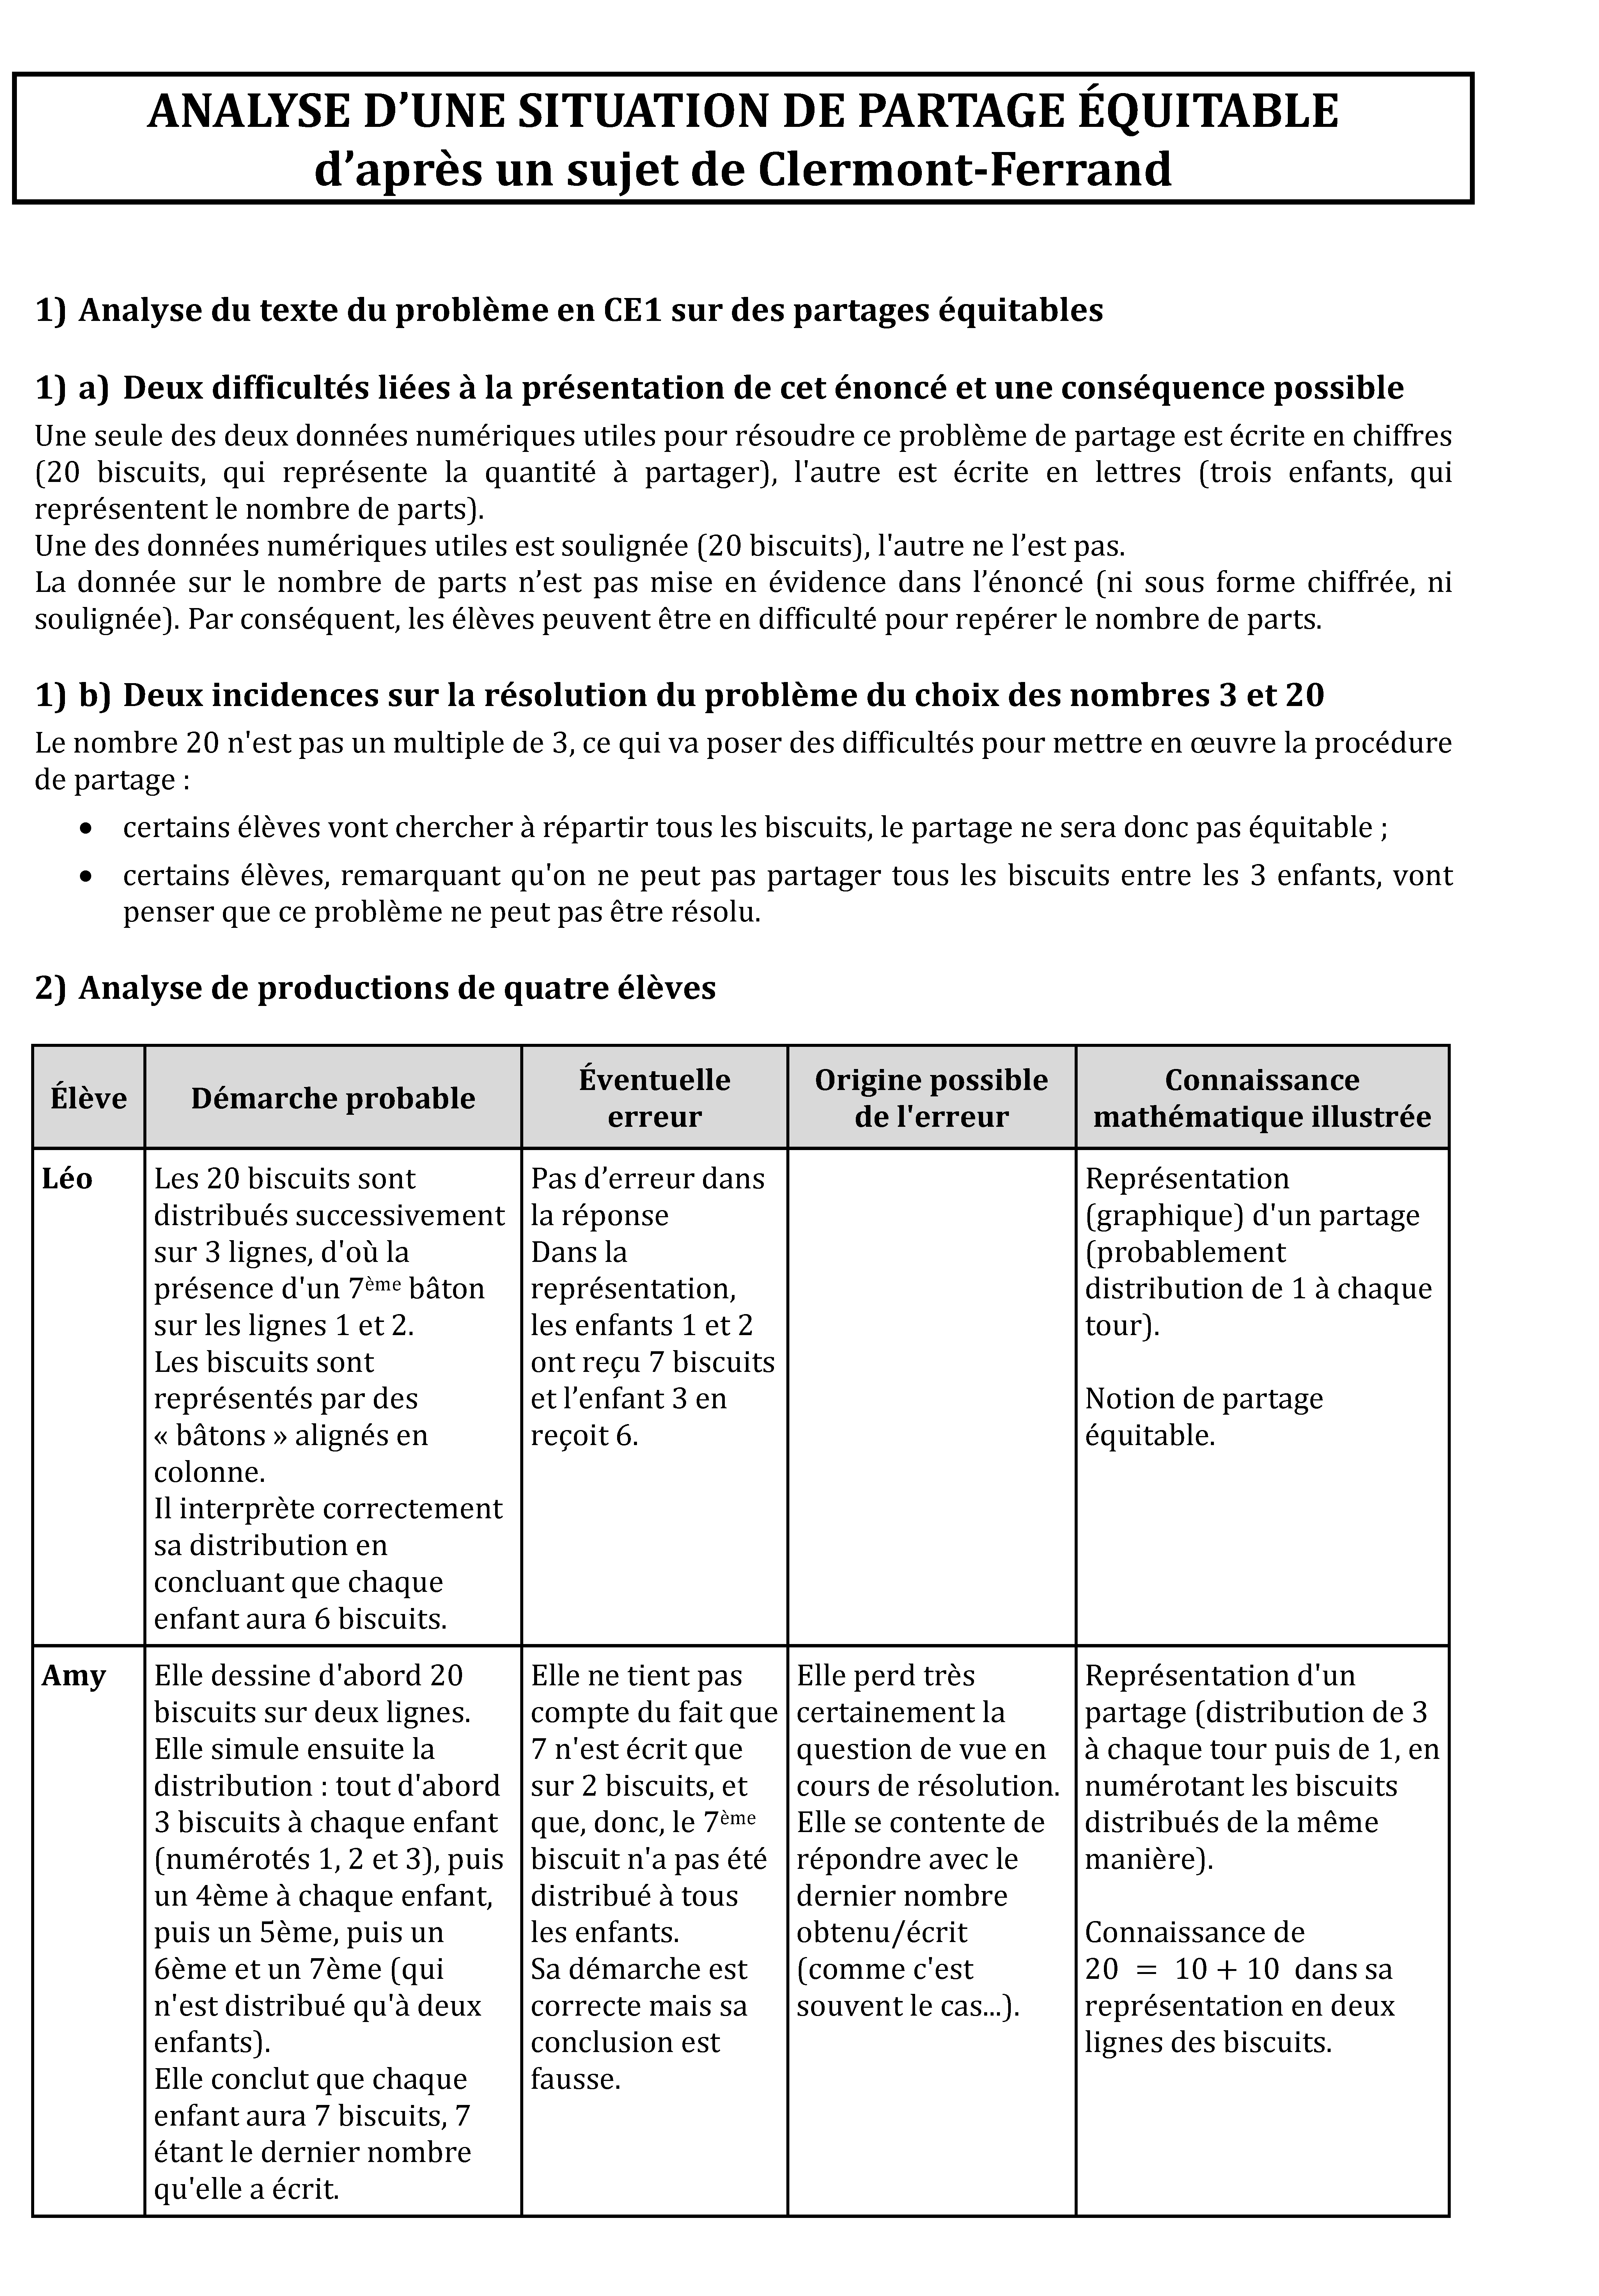 ANALYSE D’UNE SITUATION DE PARTAGE ÉQUITABLE
d’après un sujet de Clermont-Ferrand
1) Analyse du texte du problème en CE1 sur des partages équitables
1) a) Deux difficultés liées à la présentation de cet énoncé et une conséquence possible
Une seule des deux données numériques utiles pour résoudre ce problème de partage est écrite en chiffres
(20 biscuits, qui représente la quantité à partager), l'autre est écrite en lettres (trois enfants, qui
représentent le nombre de parts).
Une des données numériques utiles est soulignée (20 biscuits), l'autre ne l’est pas.
La donnée sur le nombre de parts n’est pas mise en évidence dans l’énoncé (ni sous forme chiffrée, ni
soulignée). Par conséquent, les élèves peuvent être en difficulté pour repérer le nombre de parts.
1) b) Deux incidences sur la résolution du problème du choix des nombres 3 et 20
Le nombre 20 n'est pas un multiple de 3, ce qui va poser des difficultés pour mettre en œuvre la procédure
de partage :
• certains élèves vont chercher à répartir tous les biscuits, le partage ne sera donc pas équitable ;
• certains élèves, remarquant qu'on ne peut pas partager tous les biscuits entre les 3 enfants, vont
penser que ce problème ne peut pas être résolu.
2) Analyse de productions de quatre élèves
Élève
Démarche probable
Éventuelle
erreur
Origine possible
de l'erreur
Connaissance
mathématique illustrée
Léo
Les 20 biscuits sont
distribués successivement
sur 3 lignes, d'où la
présence d'un 7ème bâton
sur les lignes 1 et 2.
Les biscuits sont
représentés par des
« bâtons » alignés en
colonne.
Il interprète correctement
sa distribution en
concluant que chaque
enfant aura 6 biscuits.
Pas d’erreur dans
la réponse
Dans la
représentation,
les enfants 1 et 2
ont reçu 7 biscuits
et l’enfant 3 en
reçoit 6.
Représentation
(graphique) d'un partage
(probablement
distribution de 1 à chaque
tour).
Notion de partage
équitable.
Amy
Elle dessine d'abord 20
biscuits sur deux lignes.
Elle simule ensuite la
distribution : tout d'abord
3 biscuits à chaque enfant
(numérotés 1, 2 et 3), puis
un 4ème à chaque enfant,
puis un 5ème, puis un
6ème et un 7ème (qui
n'est distribué qu'à deux
enfants).
Elle conclut que chaque
enfant aura 7 biscuits, 7
étant le dernier nombre
qu'elle a écrit.
Elle ne tient pas
compte du fait que
7 n'est écrit que
sur 2 biscuits, et
que, donc, le 7ème
biscuit n'a pas été
distribué à tous
les enfants.
Sa démarche est
correcte mais sa
conclusion est
fausse.
Elle perd très
certainement la
question de vue en
cours de résolution.
Elle se contente de
répondre avec le
dernier nombre
obtenu/écrit
(comme c'est
souvent le cas...).
Représentation d'un
partage (distribution de 3
à chaque tour puis de 1, en
numérotant les biscuits
distribués de la même
manière).
Connaissance de
20 = 10 + 10 dans sa
représentation en deux
lignes des biscuits.